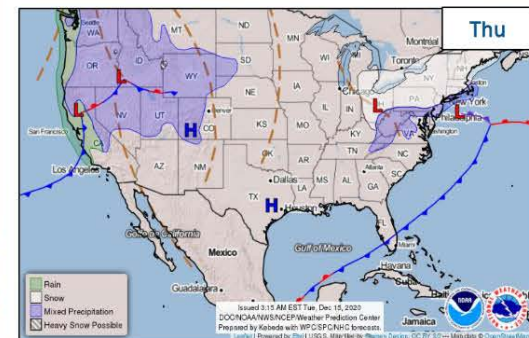 Thu
WA
MT
ND
MN
Montréal
OR
ID
SD
WI
MI
Toronto
NY
WY
IA
Chicago
PA
New York
NE
IL
IN
OH
Philadelphia
NV
UT
Denver
CO
KS
MO
KY
VA
Washington
San Francisco
CA
Los Angeles
AZ
NM
OK
AR
TN
NC
SC
MS
AL
GA
TX
Dallas
LA
Houston
FL
Miami
Mexico
Gulf of Mexico
Golfo de California
Havana
Cuba
Guadalajara
Jamaica
L
L
L
L
H
H
Rain
Snow
Mixed Precipitation
Heavy Snow Possible
Issued 3:15 AM EST Tue, Dec 15, 2020
DOC/NOAA/NWS/NCEP/Weather Prediction Center
Prepared by Kebede with WPC/SPC/NHC forecasts.
NOAA